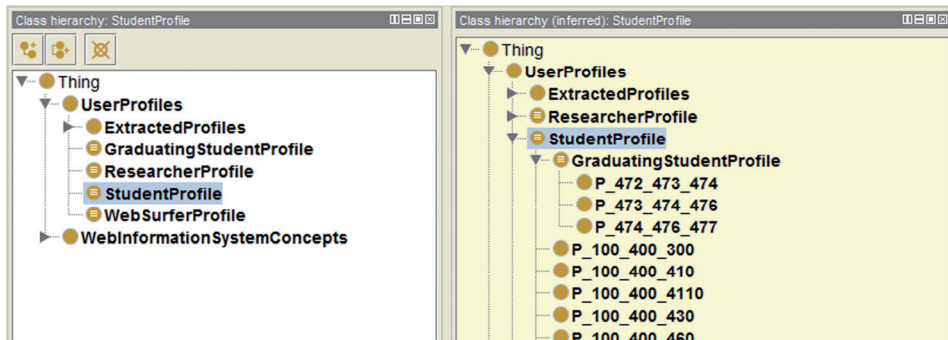 Class hierarchy: StudentProfile
Thing
UserProfiles
ExtractedProfiles
GraduatingStudentProfile
ResearcherProfile
StudentProfile
WebSurferProfile
WebInformationSystemConcepts
Class hierarchy (inferred): StudentProfile
Thing
UserProfiles
ExtractedProfiles
ResearcherProfile
StudentProfile
GraduatingStudentProfile
P_472_473_474
P_473_474_476
P_474_476_477
P_100_400_300
P_100_400_410
P_100_400_4110
P_100_400_430
P_100_400_460